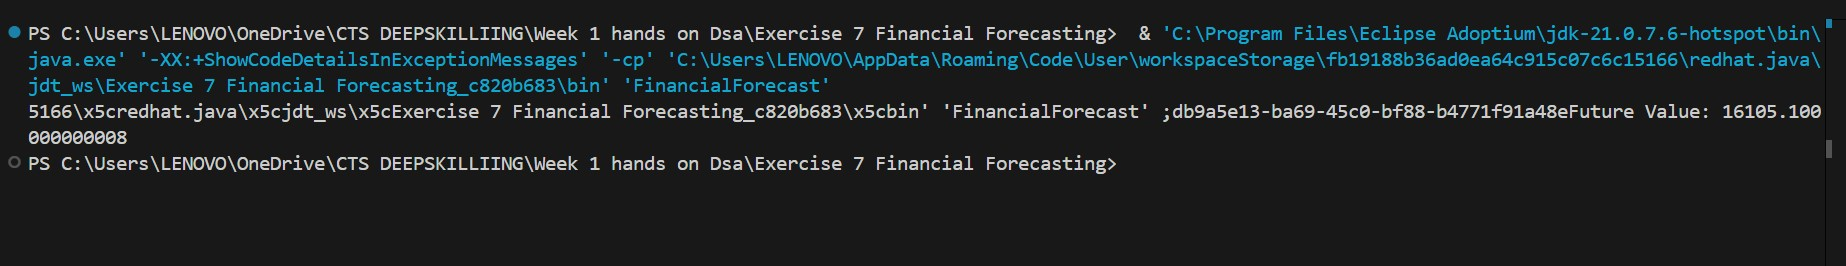 PS C:\Users\LENOVO\OneDrive\CTS DEEPSKILLIING\Week 1 hands on Dsa\Exercise 7 Financial Forecasting>  & 'C:\Program Files\Eclipse Adoptium\jdk-21.0.7.6-hotspot\bin\
java.exe' '-XX:+ShowCodeDetailsInExceptionMessages' '-cp' 'C:\Users\LENOVO\AppData\Roaming\Code\User\workspaceStorage\fb19188b36ad0ea64c915c07c6c15166\redhat.java\
jdt_ws\Exercise 7 Financial Forecasting_c820b683\bin' 'FinancialForecast'
5166\x5credhat.java\x5cjdt_ws\x5cExercise 7 Financial Forecasting_c820b683\x5cbin' 'FinancialForecast' ;db9a5e13-ba69-45c0-bf88-b4771f91a48eFuture Value: 16105.100
000000008
PS C:\Users\LENOVO\OneDrive\CTS DEEPSKILLIING\Week 1 hands on Dsa\Exercise 7 Financial Forecasting>